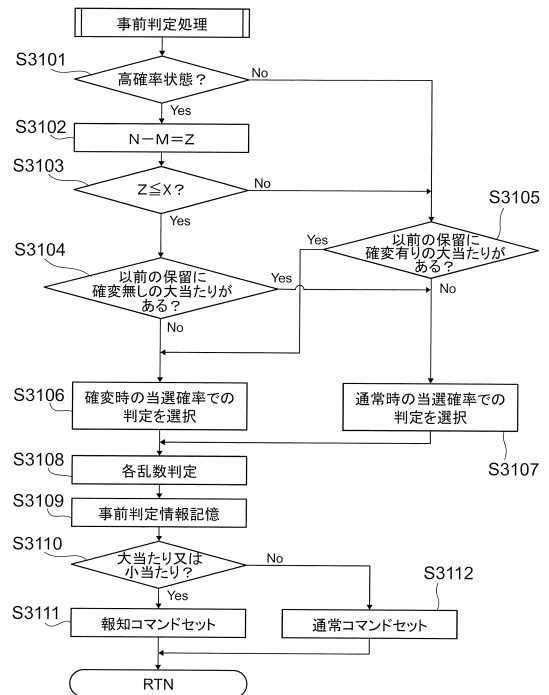 事前判定処理
S3101
高確率状態？
No
Yes
S3102
N－M＝Z
S3103
Z≦X？
No
Yes
S3105
以前の保留に
確変有りの大当たりが
ある？
Yes
No
S3104
以前の保留に
確変無しの大当たりが
ある？
Yes
No
S3106
確変時の当選確率での
判定を選択
通常時の当選確率での
判定を選択
S3107
S3108
各乱数判定
S3109
事前判定情報記憶
S3110
大当たり又は
小当たり？
No
Yes
S3111
報知コマンドセット
S3112
通常コマンドセット
RTN